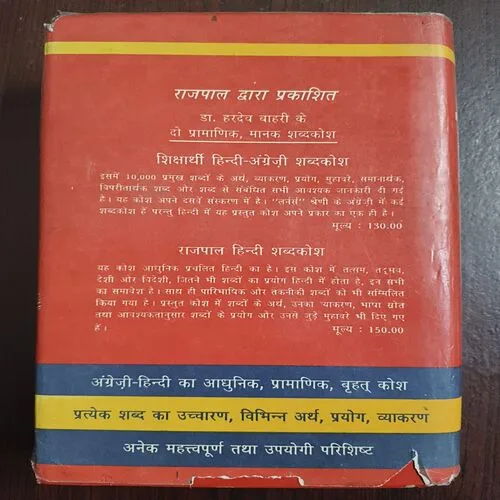 राजपाल द्वारा प्रकाशित
डा. हरदेव बाहरी के
दो प्रामाणिक, मानक शब्दकोश
शिक्षार्थी हिन्दी-अंग्रेज़ी शब्दकोश
इसमें 10,000 प्रमुख शब्दों के अर्थ, व्याकरण, प्रयोग, मुहावरे, समानार्थक,
विपरीतार्थक शब्द और शब्द से संबंधित सभी आवश्यक जानकारी दी गई
है। यह कोश अपने दसवें संस्करण में है। “लर्नर्स” श्रेणी के अंग्रेज़ी में कई
शब्दकोश हैं परन्तु हिन्दी में यह प्रस्तुत कोश अपने प्रकार का एक ही है।
मूल्य : 130.00
राजपाल हिन्दी शब्दकोश
यह कोश आधुनिक प्रचलित हिन्दी का है। इस कोश में तत्सम, तद्भव,
देशी और विदेशी, जितने भी शब्दों का प्रयोग हिन्दी में होता है, इन सभी
का समावेश है। साथ ही पारिभाषिक और तकनीकी शब्दों को भी सम्मिलित
किया गया है। प्रस्तुत कोश में शब्दों के अर्थ, उनका व्याकरण, भाषा स्रोत
तथा आवश्यकतानुसार शब्दों के प्रयोग और उनसे जुड़े मुहावरे भी दिए गए
हैं। मूल्य : 150.00
अंग्रेज़ी-हिन्दी का आधुनिक, प्रामाणिक, बृहत् कोश
प्रत्येक शब्द का उच्चारण, विभिन्न अर्थ, प्रयोग, व्याकरण
अनेक महत्त्वपूर्ण तथा उपयोगी परिशिष्ट